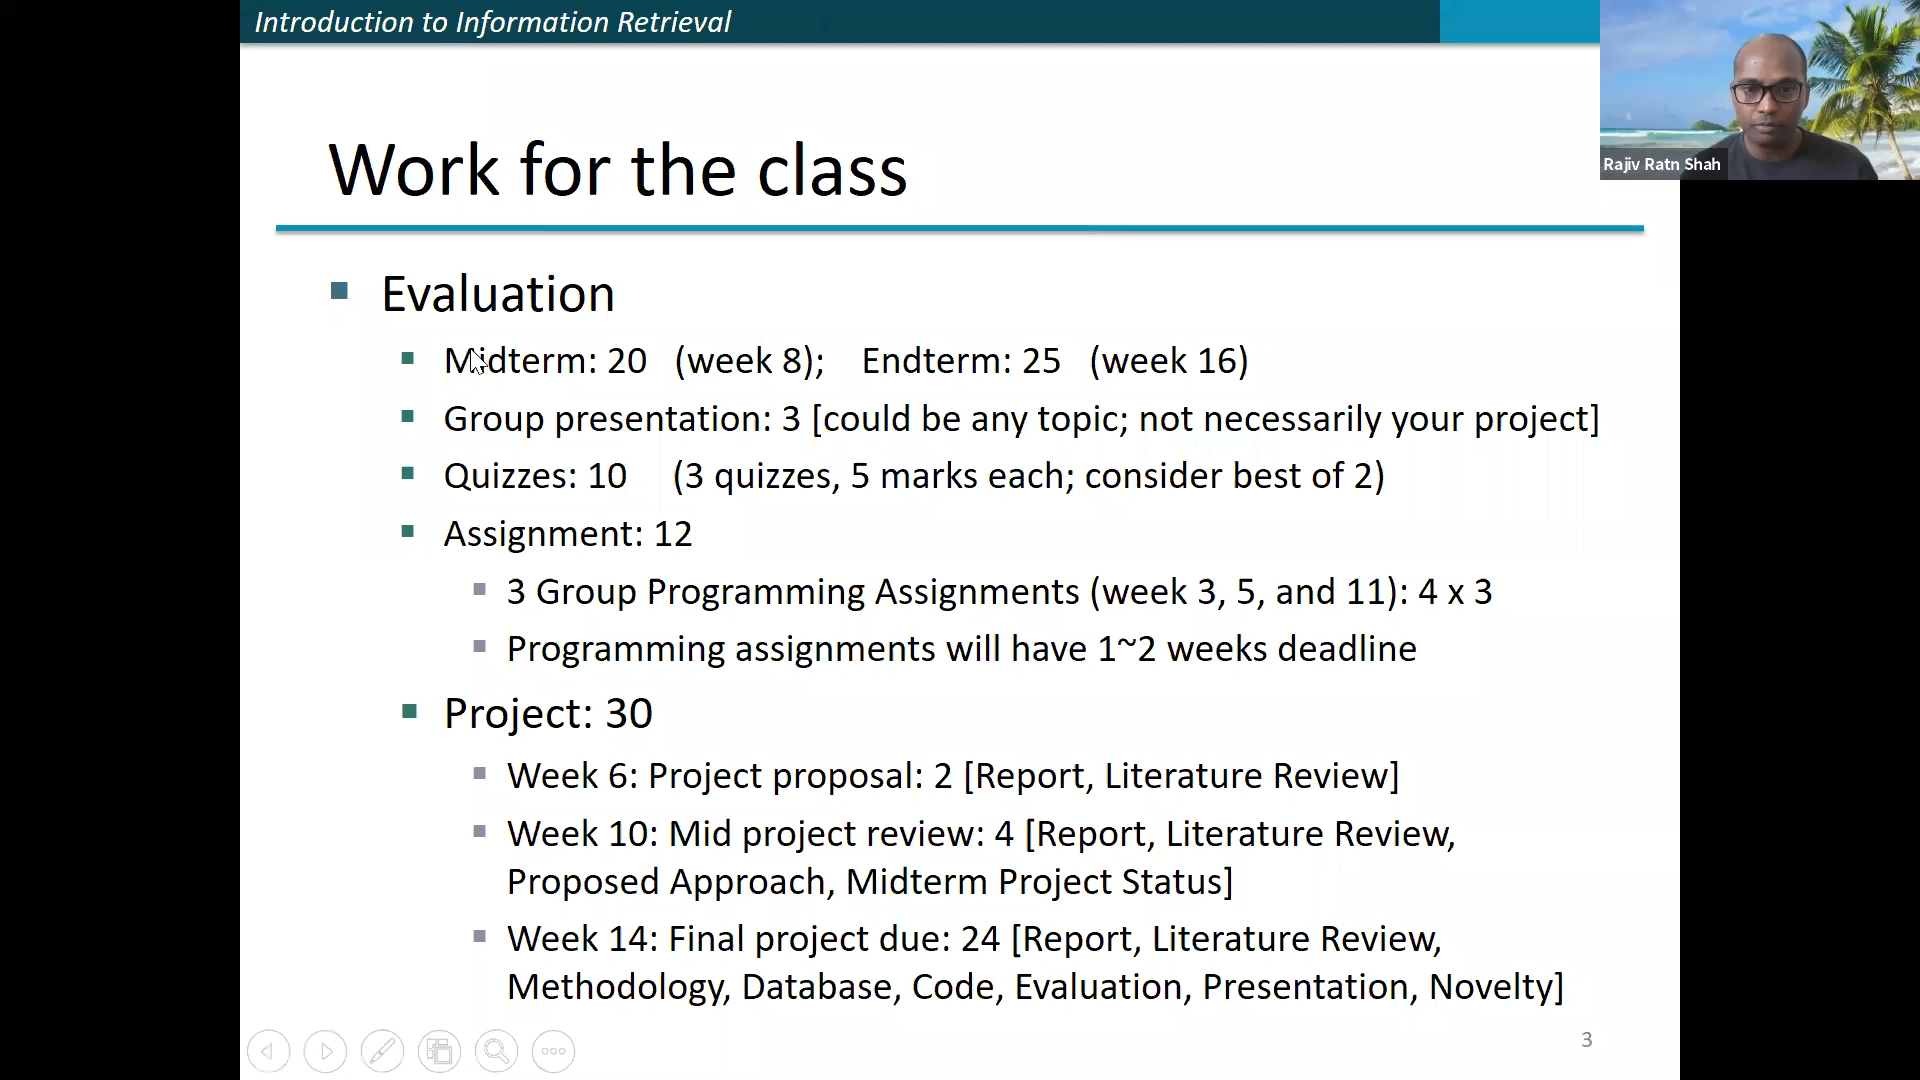 Introduction to Information Retrieval
Rajiv Ratn Shah
Work for the class
Evaluation
Midterm: 20 (week 8); Endterm: 25 (week 16)
Group presentation: 3 [could be any topic; not necessarily your project]
Quizzes: 10 (3 quizzes, 5 marks each; consider best of 2)
Assignment: 12
3 Group Programming Assignments (week 3, 5, and 11): 4 x 3
Programming assignments will have 1~2 weeks deadline
Project: 30
Week 6: Project proposal: 2 [Report, Literature Review]
Week 10: Mid project review: 4 [Report, Literature Review,
Proposed Approach, Midterm Project Status]
Week 14: Final project due: 24 [Report, Literature Review,
Methodology, Database, Code, Evaluation, Presentation, Novelty]
3